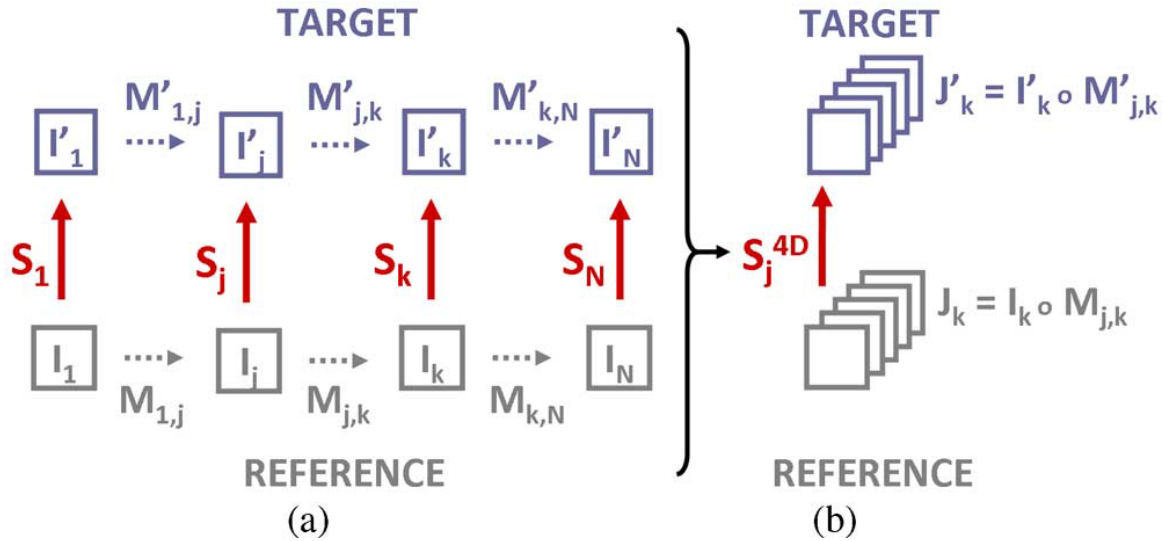 TARGET
M'1,j M'j,k M'k,N
I'1 I'j I'k I'N
S1 Sj Sk SN
I1 Ij Ik IN
M1,j Mj,k Mk,N
REFERENCE
(a)
TARGET
J'k = I'k o M'j,k
Sj4D
Jk = Ik o Mj,k
REFERENCE
(b)